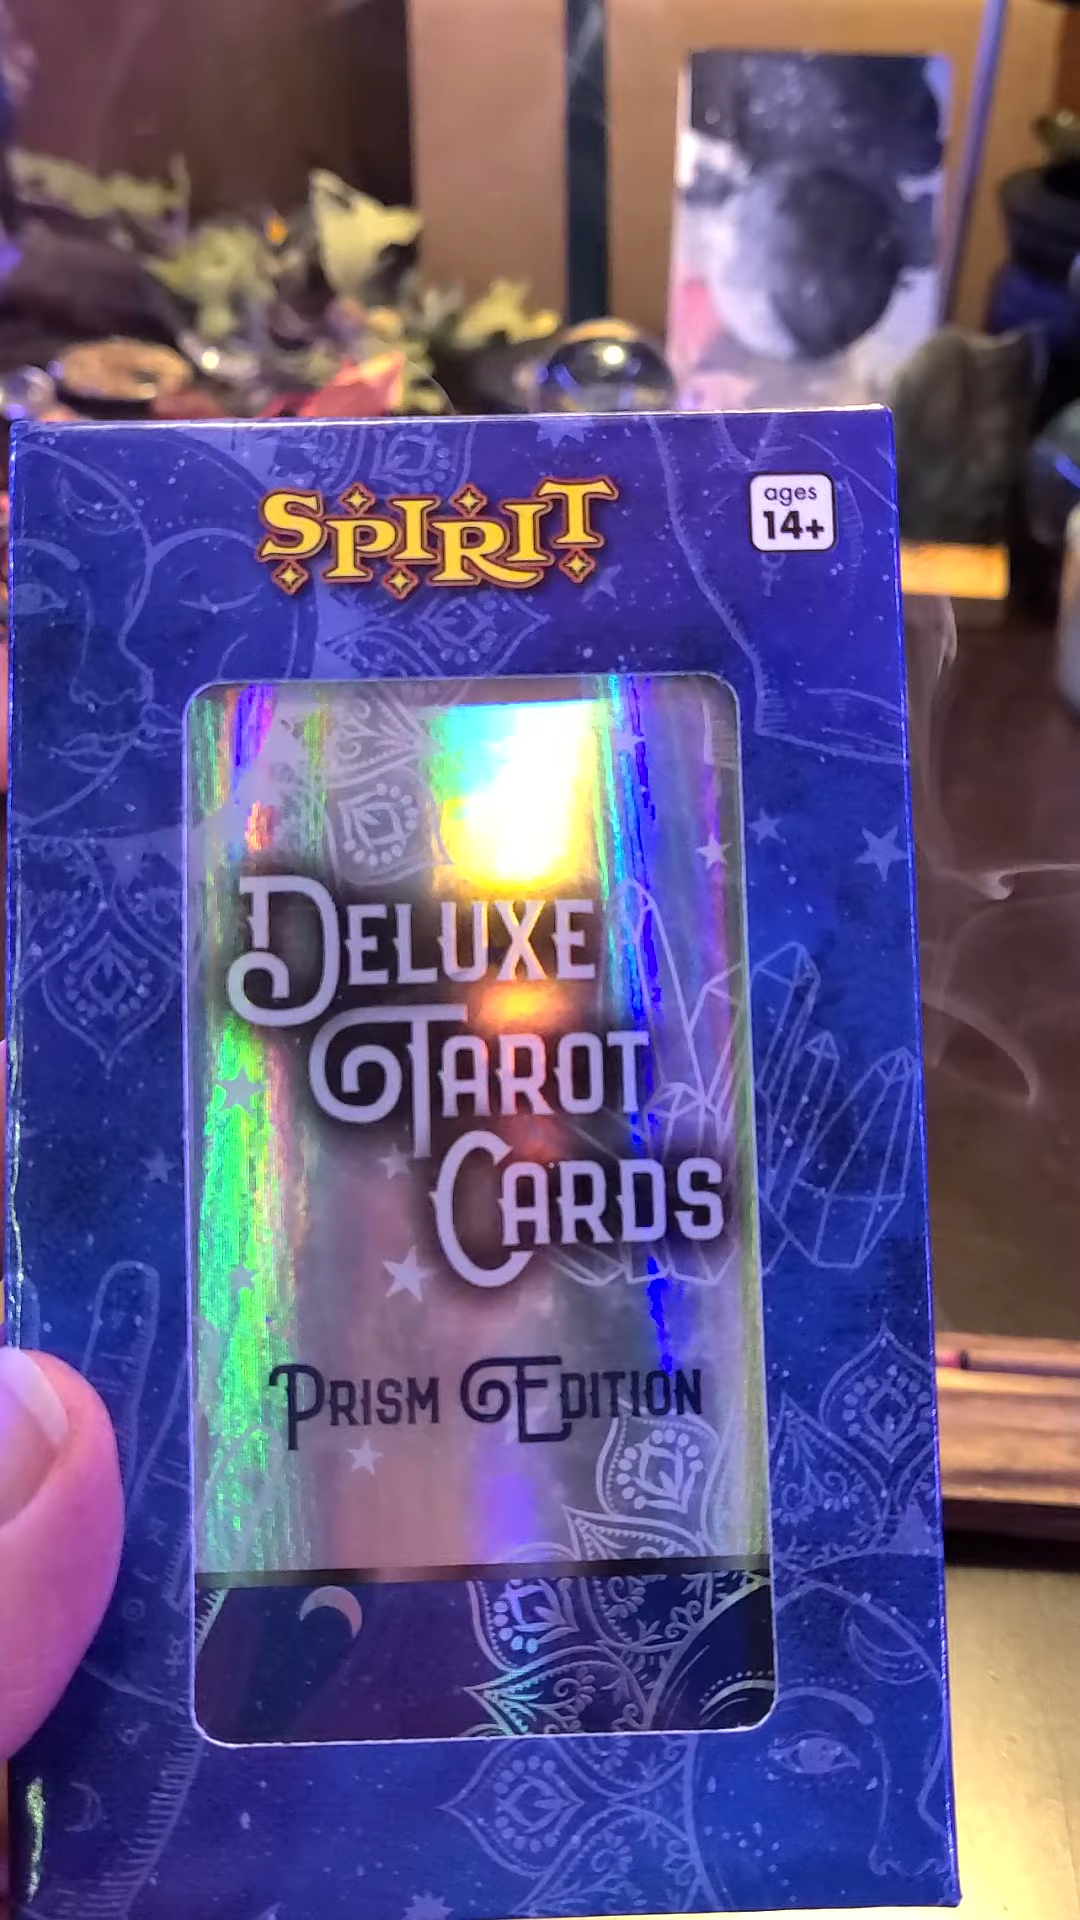 SPIRIT
ages
14+
DELUXE
TAROT
CARDS
PRISM EDITION